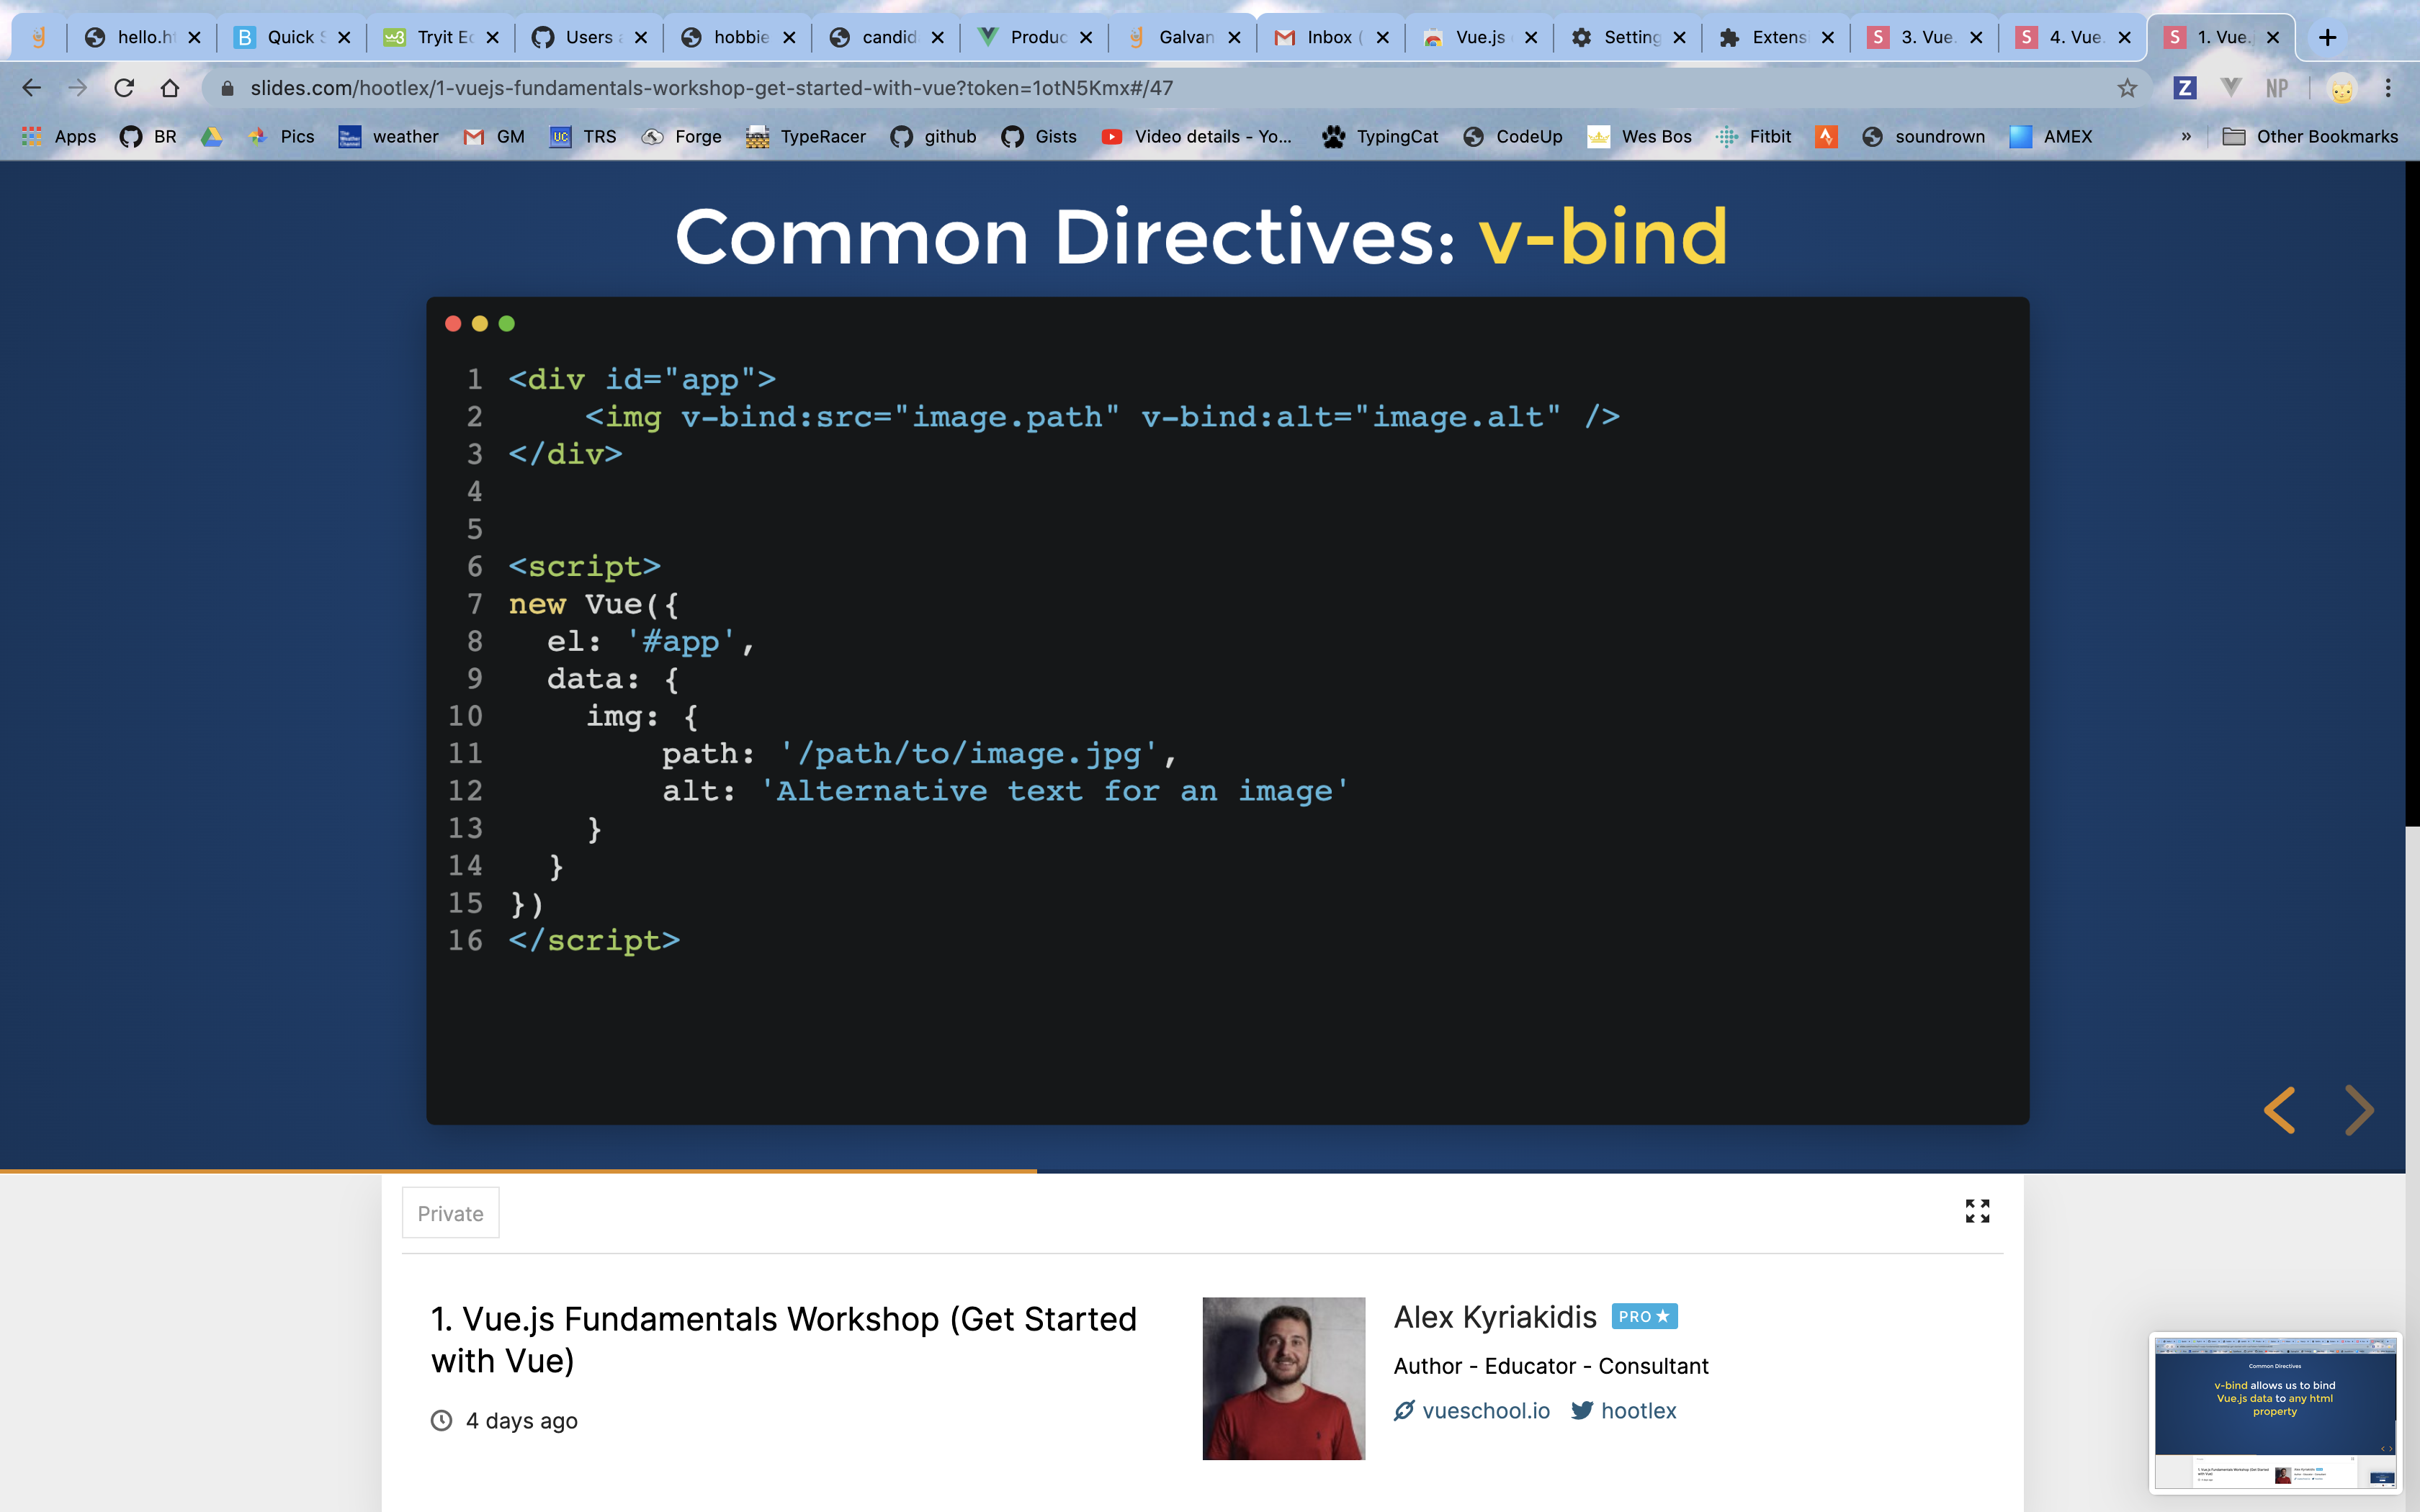 hello.h
Quick S
Tryit E
Users
hobbie
candid
Produc
Galvan
Inbox (
Vue.js
Setting
Extens
3. Vue.
4. Vue.
1. Vue.
slides.com/hootlex/1-vuejs-fundamentals-workshop-get-started-with-vue?token=1otN5Kmx#/47
Z
NP
Apps BR Pics weather GM TRS Forge TypeRacer github Gists Video details - Yo... TypingCat CodeUp Wes Bos Fitbit soundrown AMEX » Other Bookmarks
Common Directives: v-bind
1 <div id="app">
2 <img v-bind:src="image.path" v-bind:alt="image.alt" />
3 </div>
4
5
6 <script>
7 new Vue({
8 el: '#app',
9 data: {
10 img: {
11 path: '/path/to/image.jpg',
12 alt: 'Alternative text for an image'
13 }
14 }
15 })
16 </script>
Private
1. Vue.js Fundamentals Workshop (Get Started
with Vue)
4 days ago
Alex Kyriakidis PRO
Author - Educator - Consultant
vueschool.io hootlex
Common Directives
v-bind allows us to bind
Vue.js data to any html
property